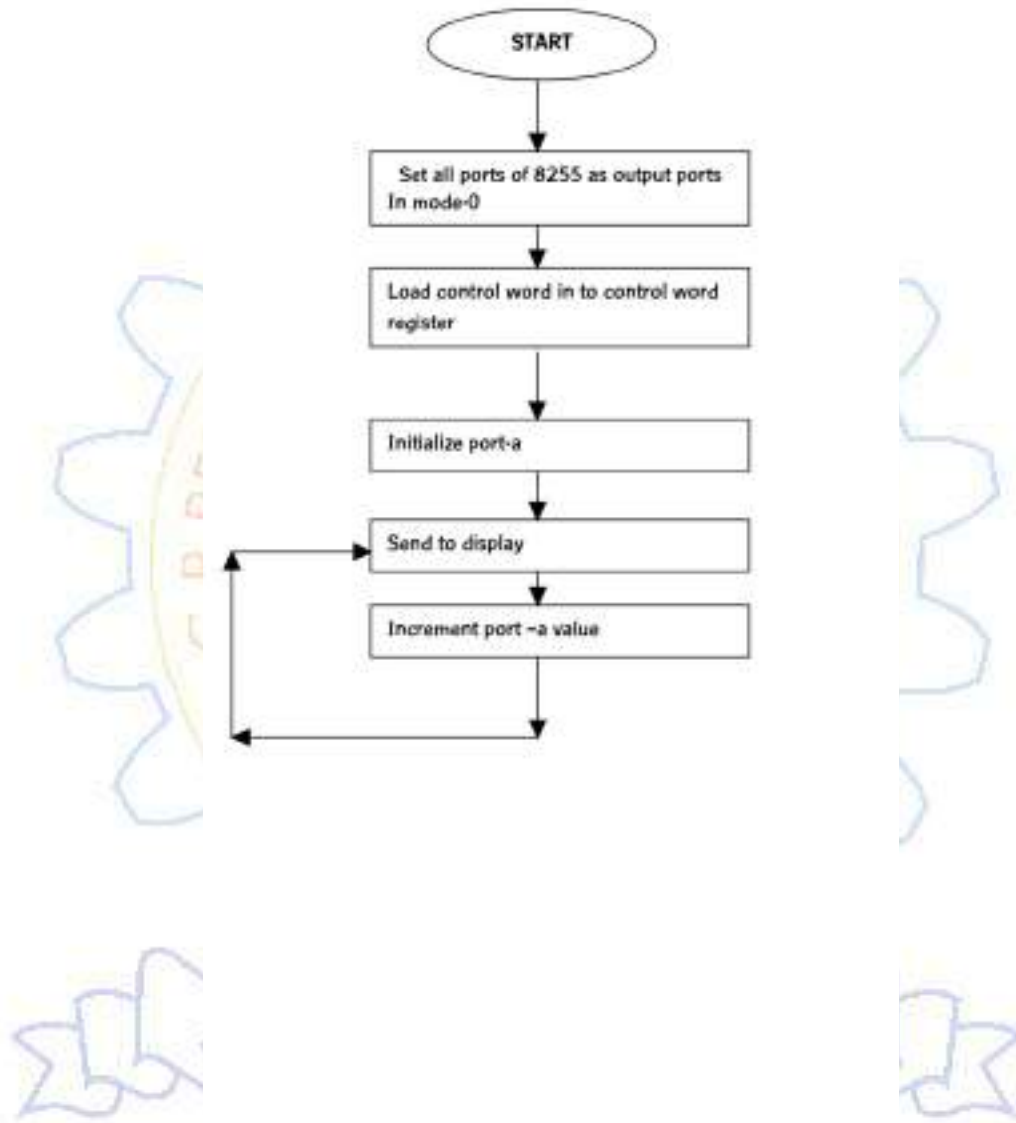 START
Set all ports of 8255 as output ports
In mode-0
Load control word in to control word
register
Initialize port-a
Send to display
Increment port –a value